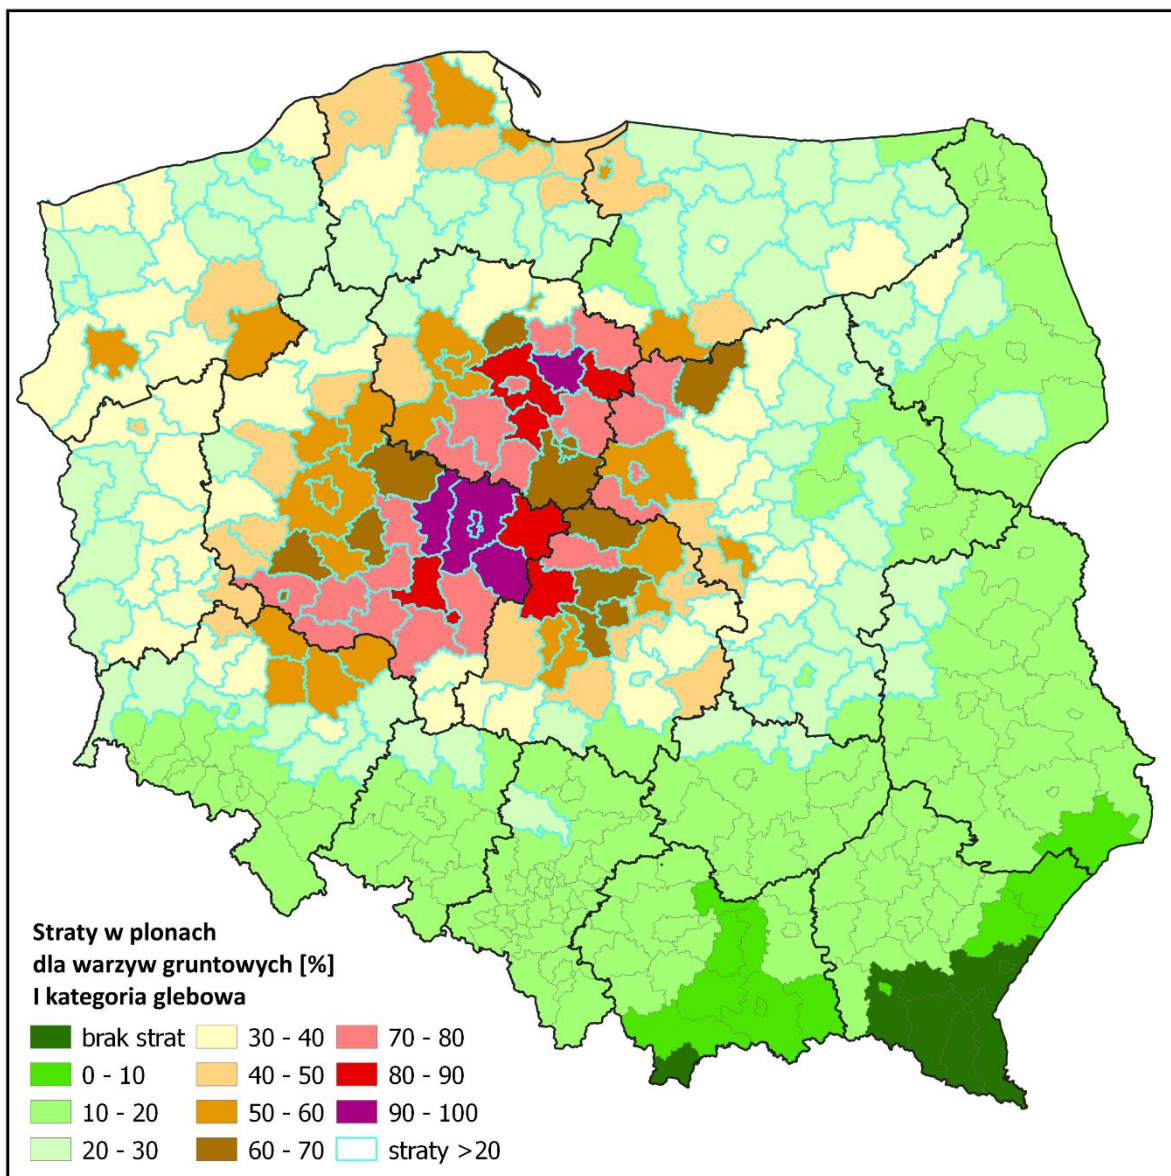 Straty w plonach
dla warzyw gruntowych [%]
I kategoria glebowa
brak strat
30 - 40
70 - 80
0 - 10
40 - 50
80 - 90
10 - 20
50 - 60
90 - 100
20 - 30
60 - 70
straty >20